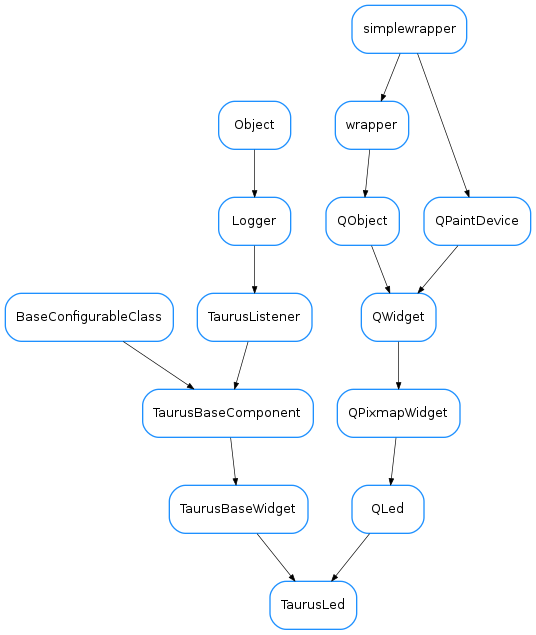 simplewrapper
Object
wrapper
Logger
QObject
QPaintDevice
BaseConfigurableClass
TaurusListener
QWidget
TaurusBaseComponent
QPixmapWidget
TaurusBaseWidget
QLed
TaurusLed